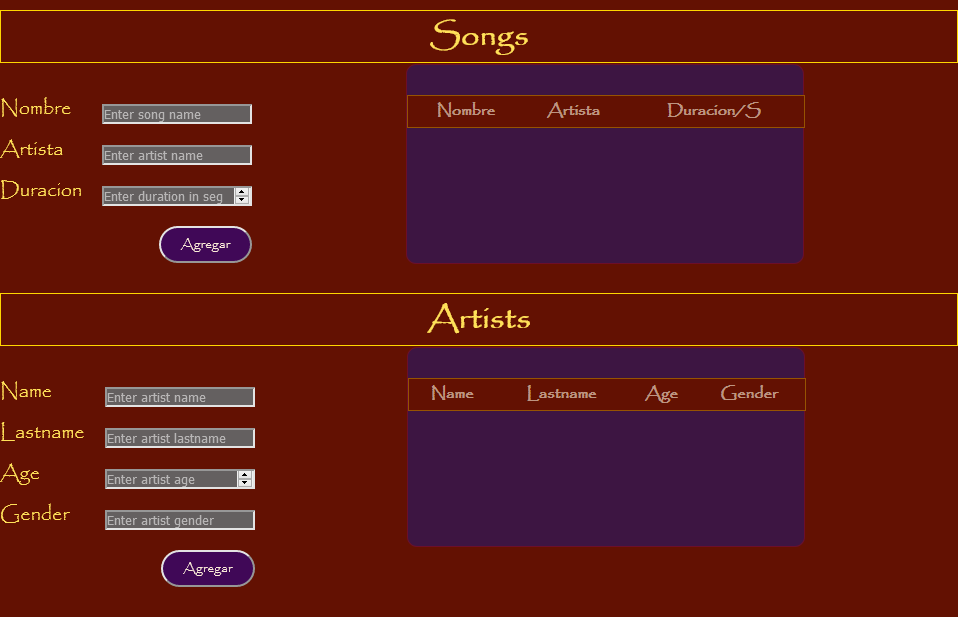 Songs
Nombre Enter song name
Artista Enter artist name
Duracion Enter duration in seg
Agregar
Nombre Artista Duracion/S
Artists
Name Enter artist name
Lastname Enter artist lastname
Age Enter artist age
Gender Enter artist gender
Agregar
Name Lastname Age Gender